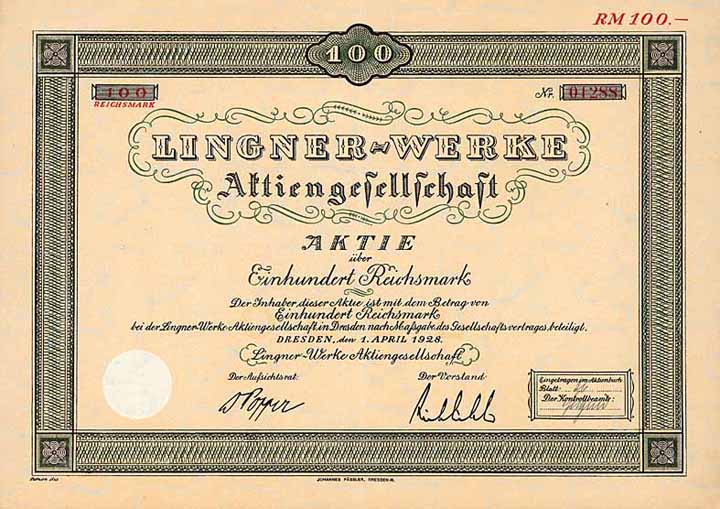 RM 100.—
100
100
REICHSMARK
Nr. 01288
LINGNER-WERKE
Aktiengesellschaft
AKTIE
über
Einhundert Reichsmark
Der Inhaber dieser Aktie ist mit dem Betrag von
Einhundert Reichsmark
bei der Lingner-Werke Aktiengesellschaft in Dresden nach Maßgabe des Gesellschaftsvertrages beteiligt.
DRESDEN, den 1. APRIL 1928.
Lingner-Werke Aktiengesellschaft
Der Aufsichtsrat:
Der Vorstand:
Eingetragen im Aktienbuch
Blatt:
Der Kontrollbeamte:
JOHANNES PÄSSLER, DRESDEN-N.